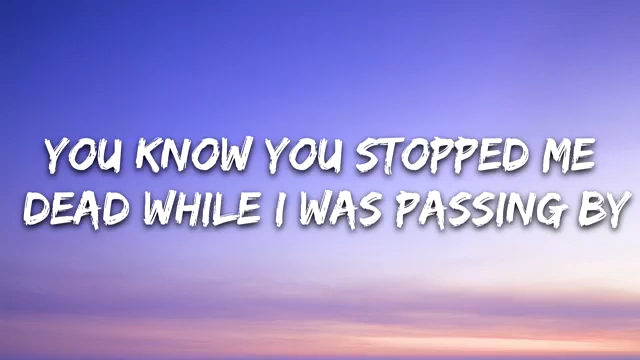 YOU KNOW YOU STOPPED ME
DEAD WHILE I WAS PASSING BY